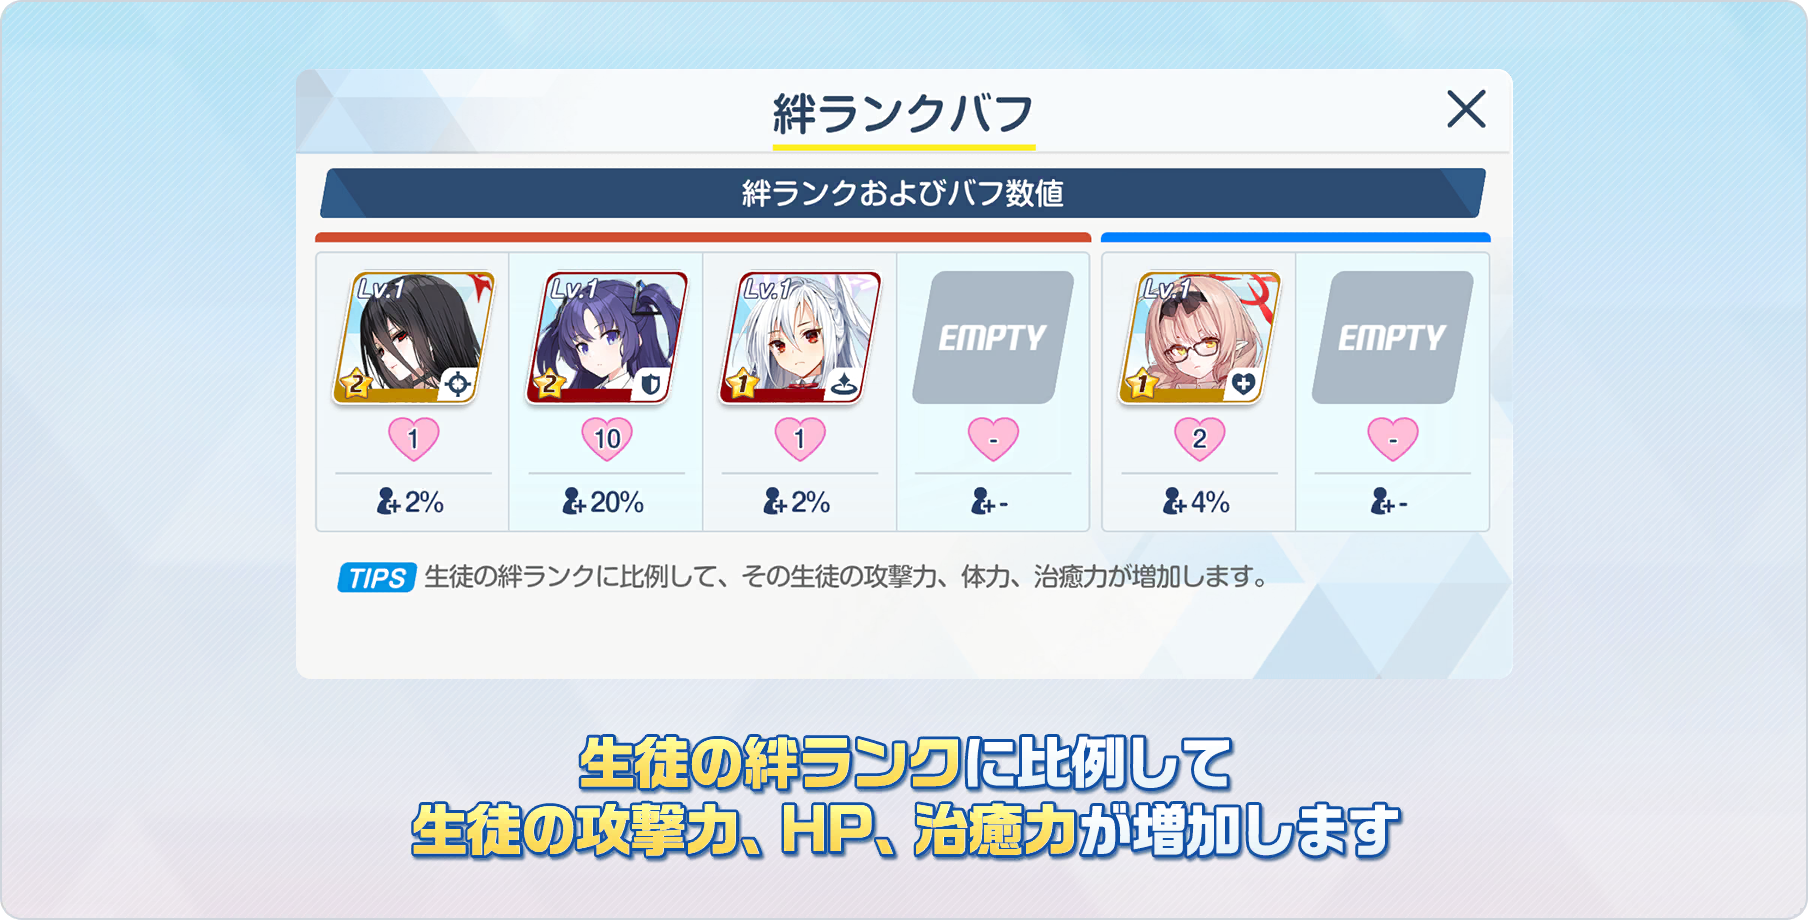 絆ランクバフ
絆ランクおよびバフ数値
Lv.1 Lv.1 Lv.1 EMPTY Lv.1 EMPTY
2 2 1 1
1 10 1 - 2 -
2% 20% 2% - 4% -
TIPS 生徒の絆ランクに比例して、その生徒の攻撃力、体力、治癒力が増加します。
生徒の絆ランクに比例して
生徒の攻撃力、HP、治癒力が増加します